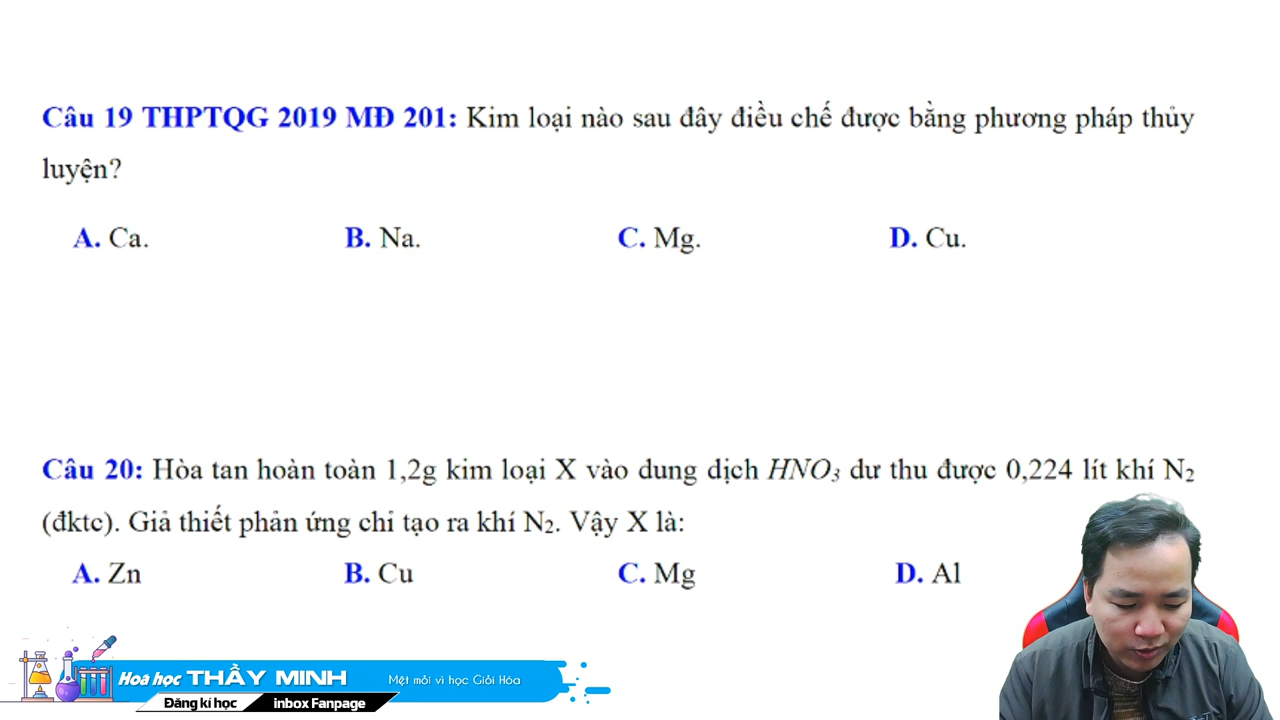 Câu 19 THPTQG 2019 MĐ 201: Kim loại nào sau đây điều chế được bằng phương pháp thủy
luyện?
A. Ca. B. Na. C. Mg. D. Cu.
Câu 20: Hòa tan hoàn toàn 1,2g kim loại X vào dung dịch HNO₃ dư thu được 0,224 lít khí N₂
(đktc). Giả thiết phản ứng chỉ tạo ra khí N₂. Vậy X là:
A. Zn B. Cu C. Mg D. Al
Hoá học THẦY MINH Mệt mỏi vì học Giỏi Hóa
Đăng kí học inbox Fanpage